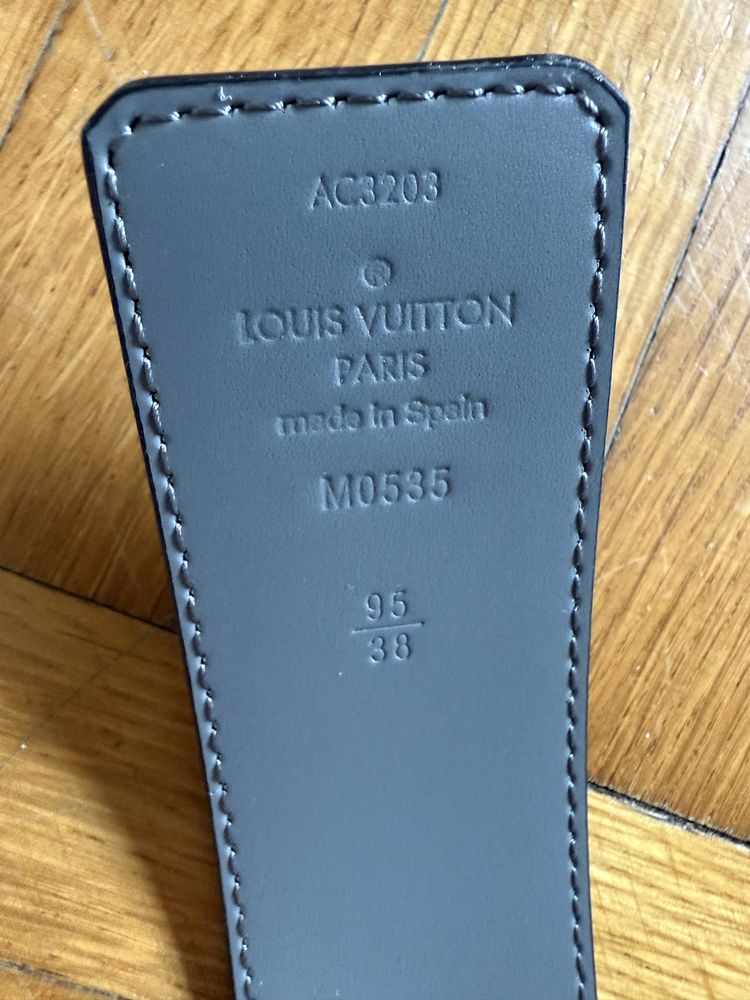 AC3203
®
LOUIS VUITTON
PARIS
made in Spain
M0535
95
38